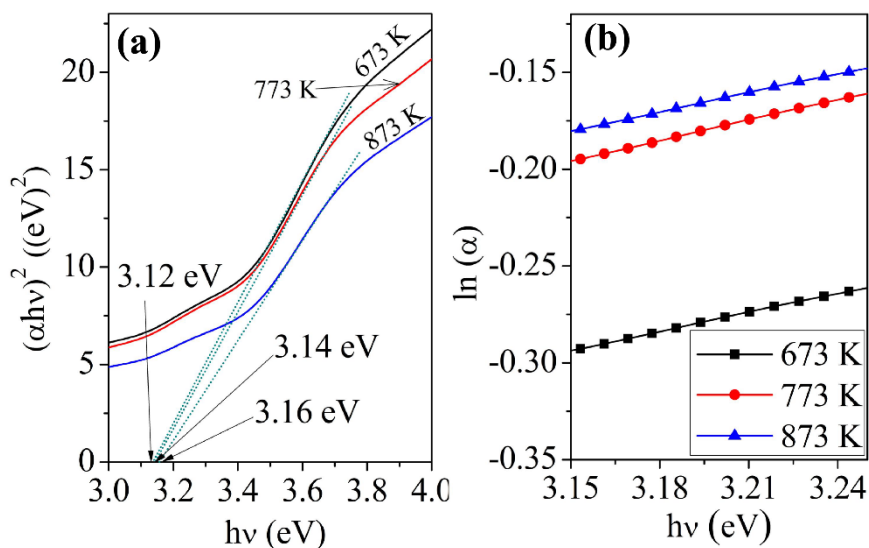 (a)
673 K
773 K
873 K
(αhν)² ((eV)²)
20
15
10
5
0
3.12 eV
3.14 eV
3.16 eV
3.0 3.2 3.4 3.6 3.8 4.0
hν (eV)
(b)
ln (α)
-0.15
-0.20
-0.25
-0.30
-0.35
673 K
773 K
873 K
3.15 3.18 3.21 3.24
hν (eV)